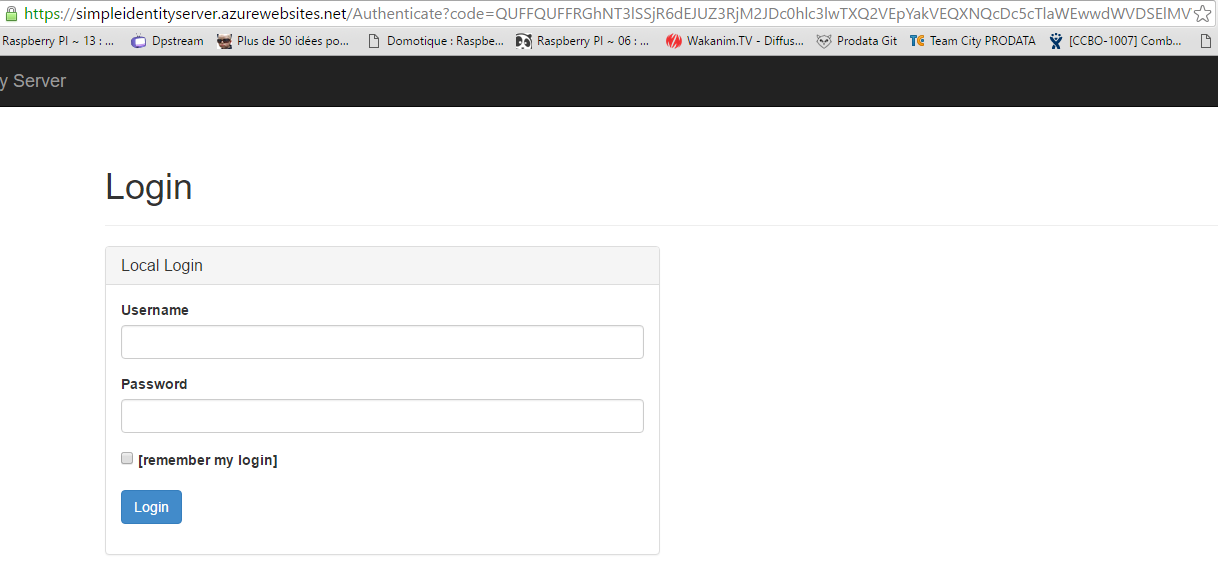 https://simpleidentityserver.azurewebsites.net/Authenticate?code=QUFFQUFFRGhNT3lSSjR6dEJUZ3RjM2JDc0hlc3lwTXQ2VEpYakVEQXNQcDc5cTlaWEwwdWVDSElMV
Raspberry PI ~ 13 : ... Dpstream Plus de 50 idées po... Domotique : Raspbe... Raspberry PI ~ 06 : ... Wakanim.TV - Diffus... Prodata Git TC Team City PRODATA [CCBO-1007] Comb...
y Server
Login
Local Login
Username
Password
[remember my login]
Login